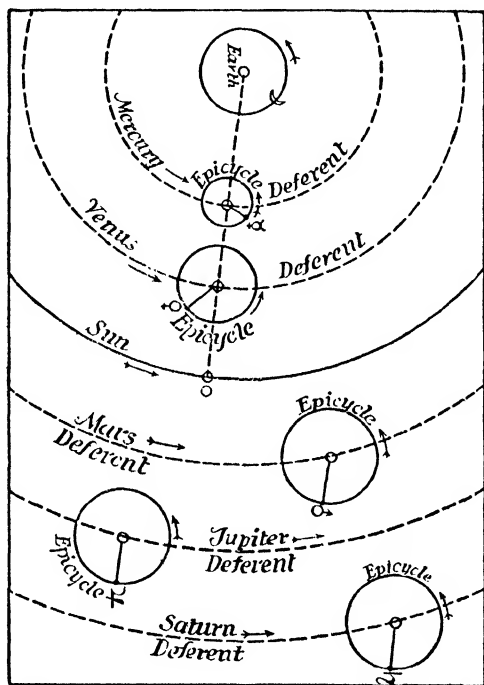 Earth
Mercury
Epicycle
Deferent
Venus
Deferent
Epicycle
Sun
Epicycle
Mars
Deferent
Jupiter
Deferent
Epicycle
Epicycle
Saturn
Deferent